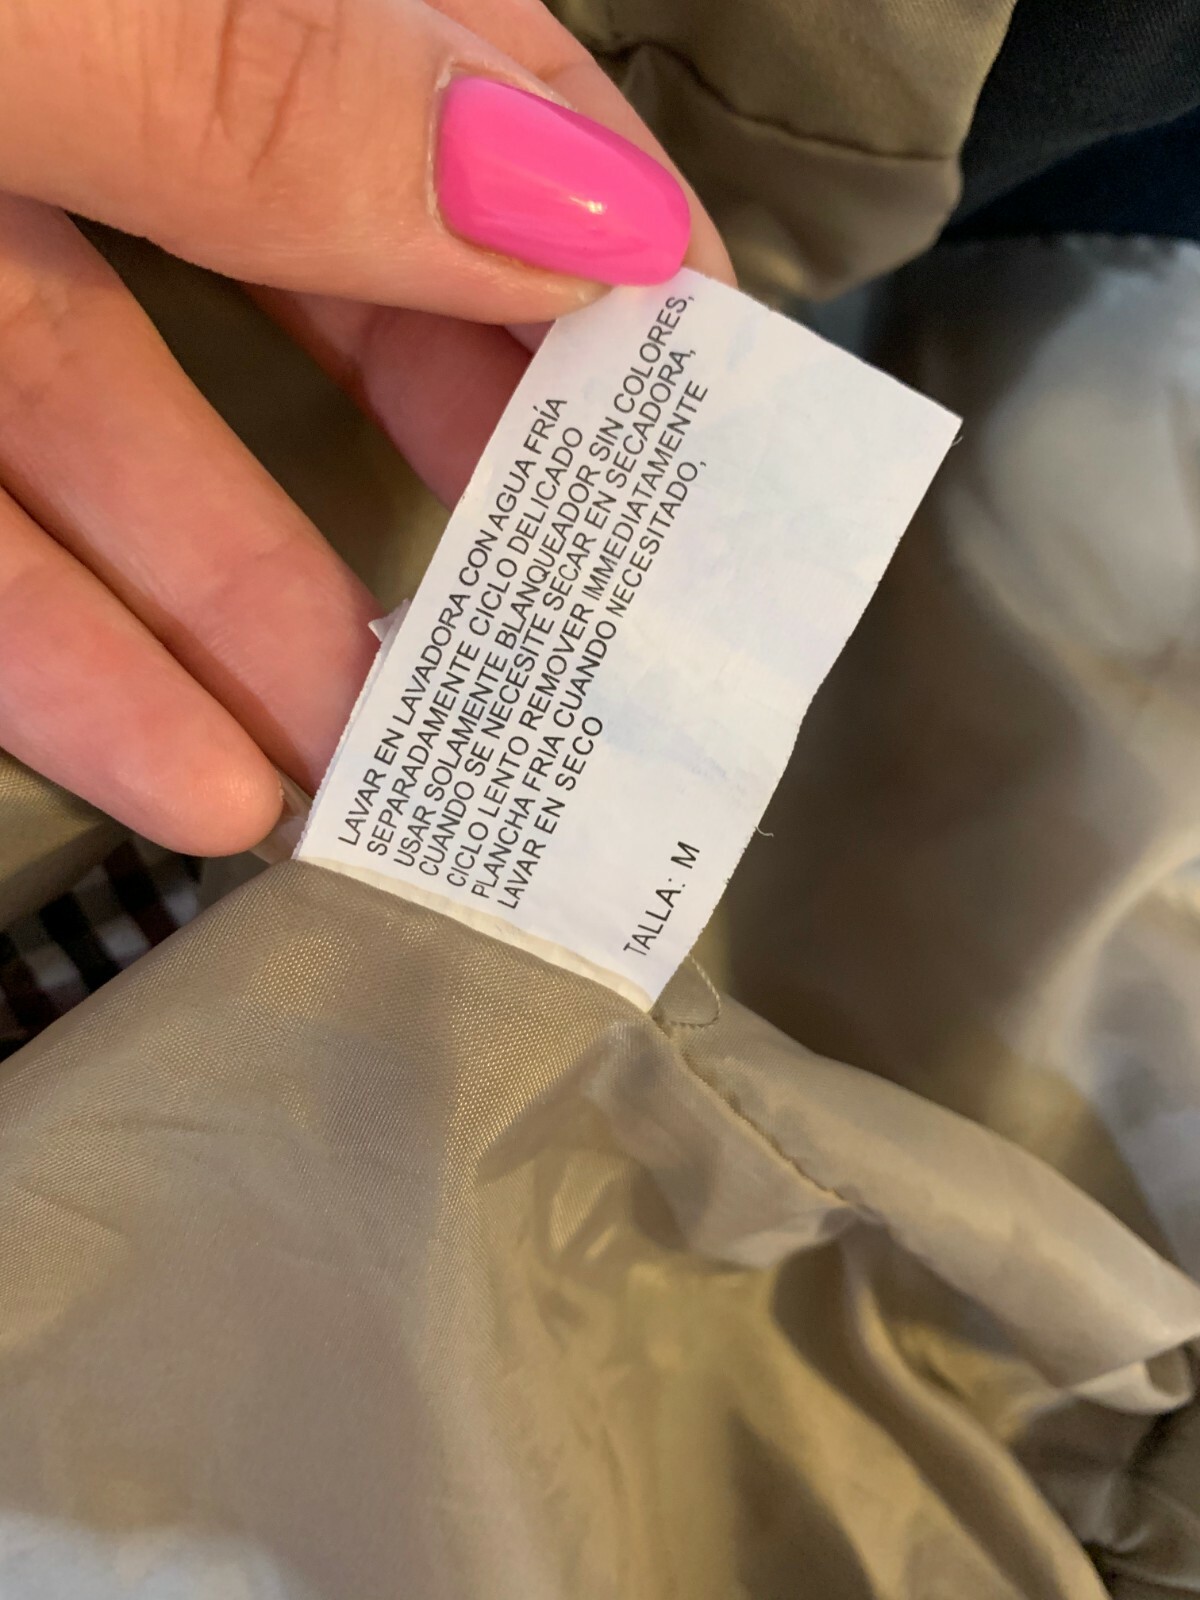 LAVAR EN LAVADORA CON AGUA FRÍA
SEPARADAMENTE CICLO DELICADO
USAR SOLAMENTE BLANQUEADOR SIN COLORES,
CUANDO SE NECESITE SECAR EN SECADORA,
CICLO LENTO REMOVER IMMEDIATAMENTE
PLANCHA FRIA CUANDO NECESITADO,
LAVAR EN SECO
TALLA: M